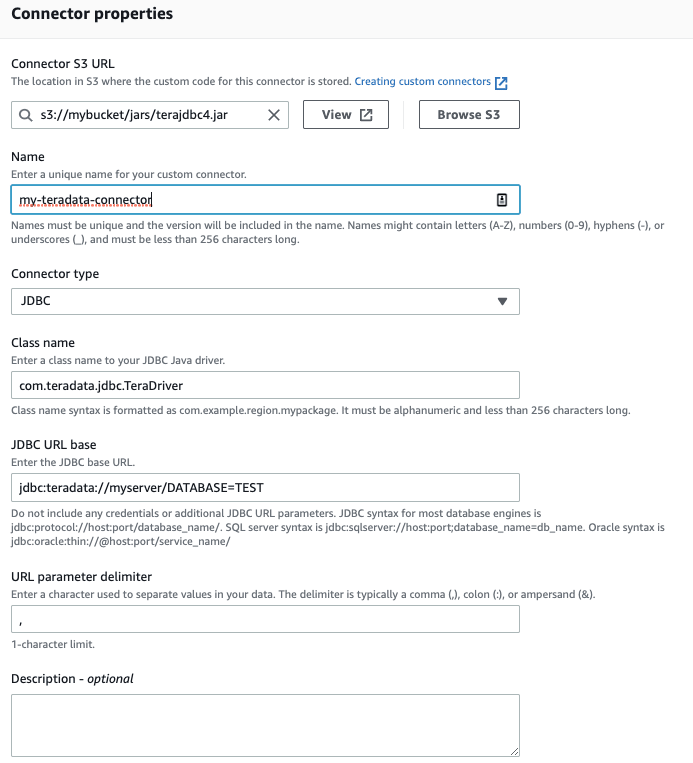 Connector properties
Connector S3 URL
The location in S3 where the custom code for this connector is stored. Creating custom connectors
s3://mybucket/jars/terajdbc4.jar
View
Browse S3
Name
Enter a unique name for your custom connector.
my-teradata-connector
Names must be unique and the version will be included in the name. Names might contain letters (A-Z), numbers (0-9), hyphens (-), or
underscores (_), and must be less than 256 characters long.
Connector type
JDBC
Class name
Enter a class name to your JDBC Java driver.
com.teradata.jdbc.TeraDriver
Class name syntax is formatted as com.example.region.mypackage. It must be alphanumeric and less than 256 characters long.
JDBC URL base
Enter the JDBC base URL.
jdbc:teradata://myserver/DATABASE=TEST
Do not include any credentials or additional JDBC URL parameters. JDBC syntax for most database engines is
jdbc:protocol://host:port/database_name/. SQL server syntax is jdbc:sqlserver://host:port;database_name=db_name. Oracle syntax is
jdbc:oracle:thin://@host:port/service_name/
URL parameter delimiter
Enter a character used to separate values in your data. The delimiter is typically a comma (,), colon (:), or ampersand (&).
,
1-character limit.
Description - optional